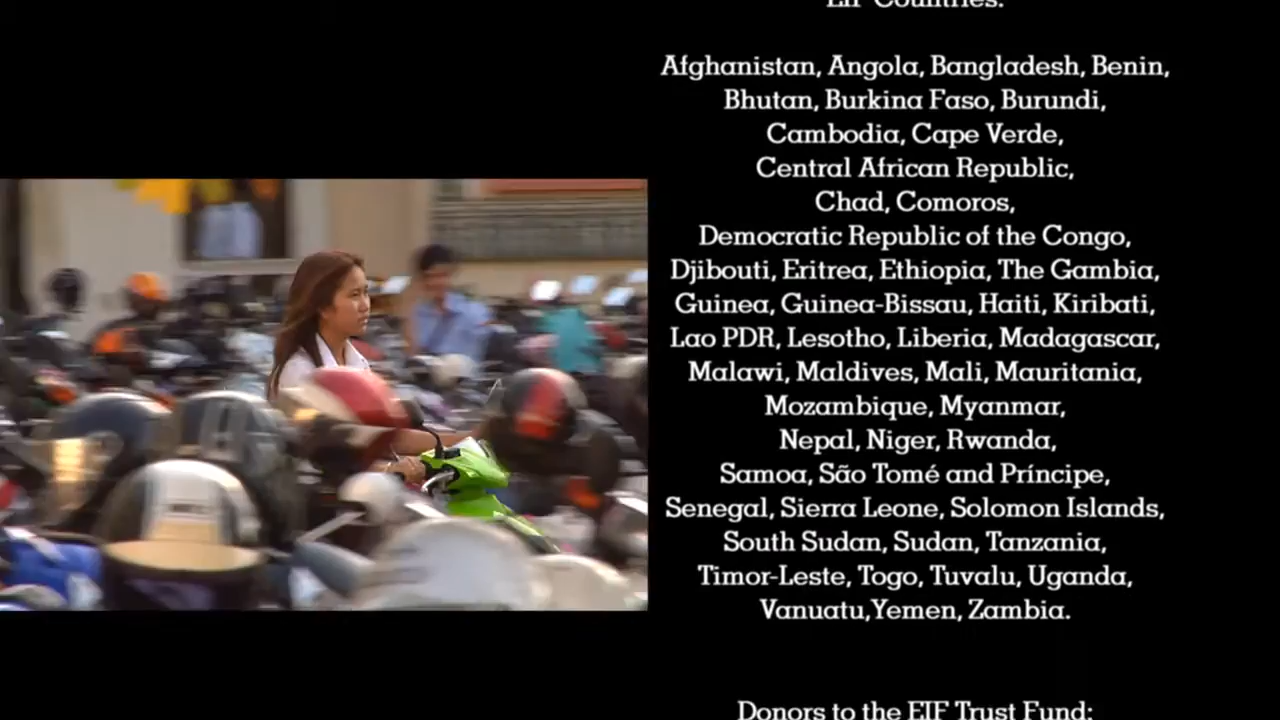 EIF Countries:
Afghanistan, Angola, Bangladesh, Benin,
Bhutan, Burkina Faso, Burundi,
Cambodia, Cape Verde,
Central African Republic,
Chad, Comoros,
Democratic Republic of the Congo,
Djibouti, Eritrea, Ethiopia, The Gambia,
Guinea, Guinea-Bissau, Haiti, Kiribati,
Lao PDR, Lesotho, Liberia, Madagascar,
Malawi, Maldives, Mali, Mauritania,
Mozambique, Myanmar,
Nepal, Niger, Rwanda,
Samoa, São Tomé and Príncipe,
Senegal, Sierra Leone, Solomon Islands,
South Sudan, Sudan, Tanzania,
Timor-Leste, Togo, Tuvalu, Uganda,
Vanuatu,Yemen, Zambia.
Donors to the EIF Trust Fund: